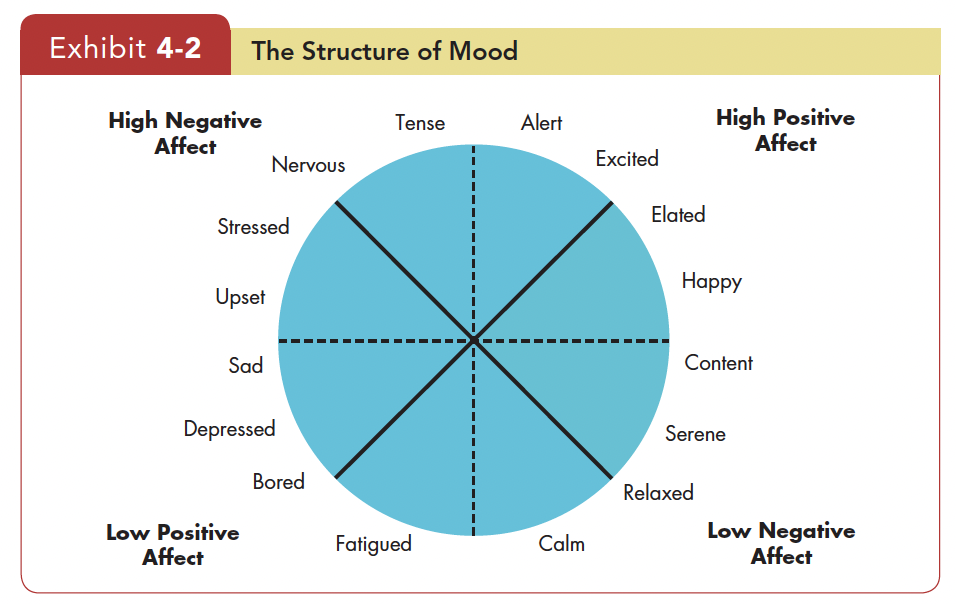 Exhibit 4-2
The Structure of Mood
High Negative
Affect
Tense
Alert
High Positive
Affect
Nervous
Excited
Stressed
Elated
Upset
Happy
Sad
Content
Depressed
Serene
Bored
Relaxed
Low Positive
Affect
Fatigued
Calm
Low Negative
Affect